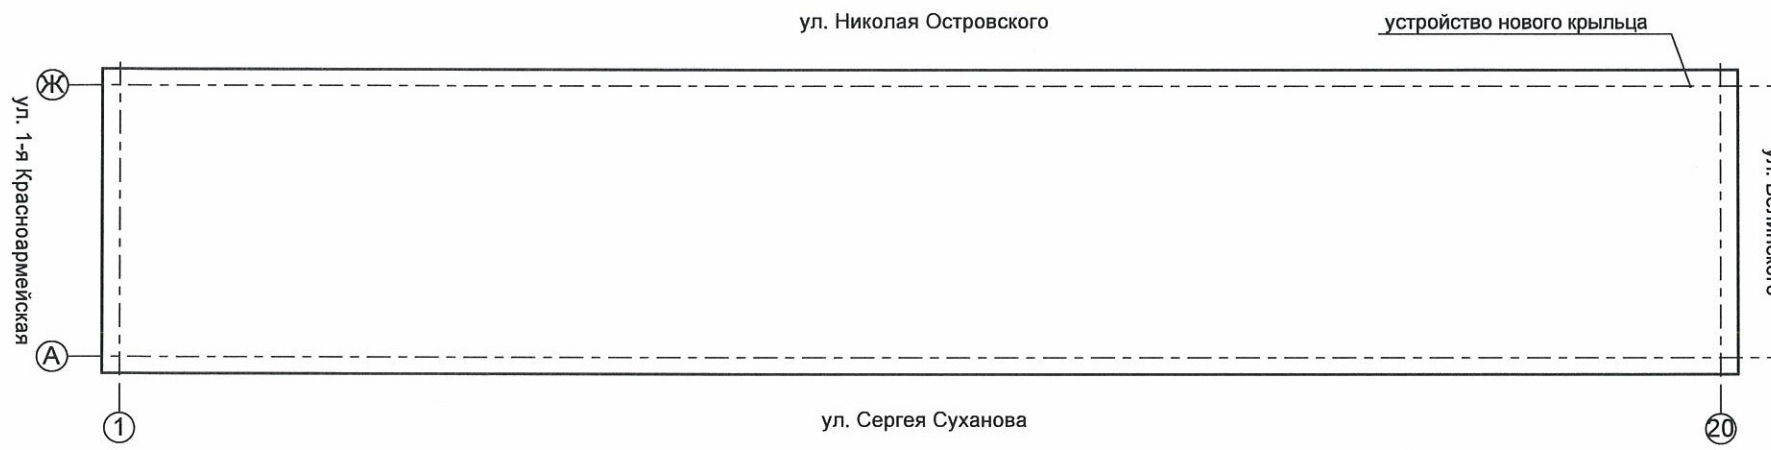 ул. Николая Островского
устройство нового крыльца
Ж
ул. 1-я Красноармейская
А
1
ул. Сергея Суханова
20